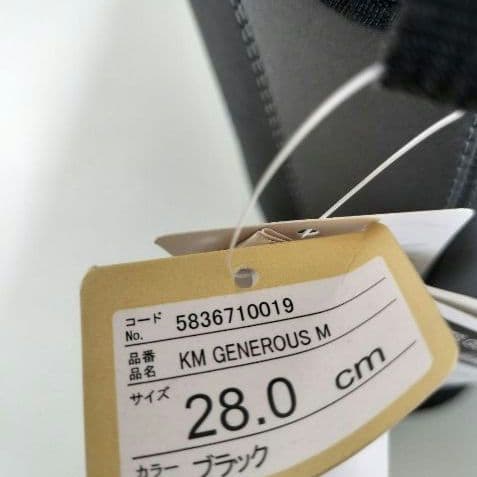 コード No. 5836710019
品番 品名 KM GENEROUS M
サイズ 28.0 cm
カラー ブラック